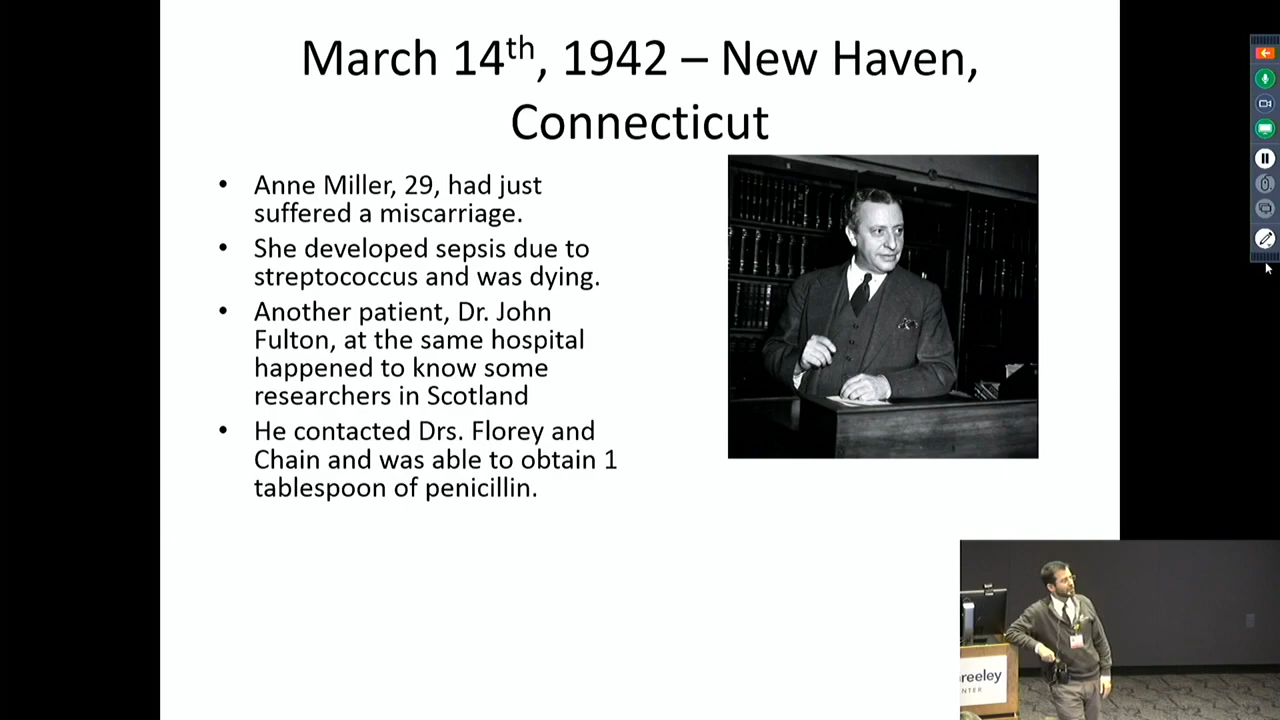 March 14th, 1942 – New Haven,
Connecticut
• Anne Miller, 29, had just
suffered a miscarriage.
• She developed sepsis due to
streptococcus and was dying.
• Another patient, Dr. John
Fulton, at the same hospital
happened to know some
researchers in Scotland
• He contacted Drs. Florey and
Chain and was able to obtain 1
tablespoon of penicillin.
reeley
NTER